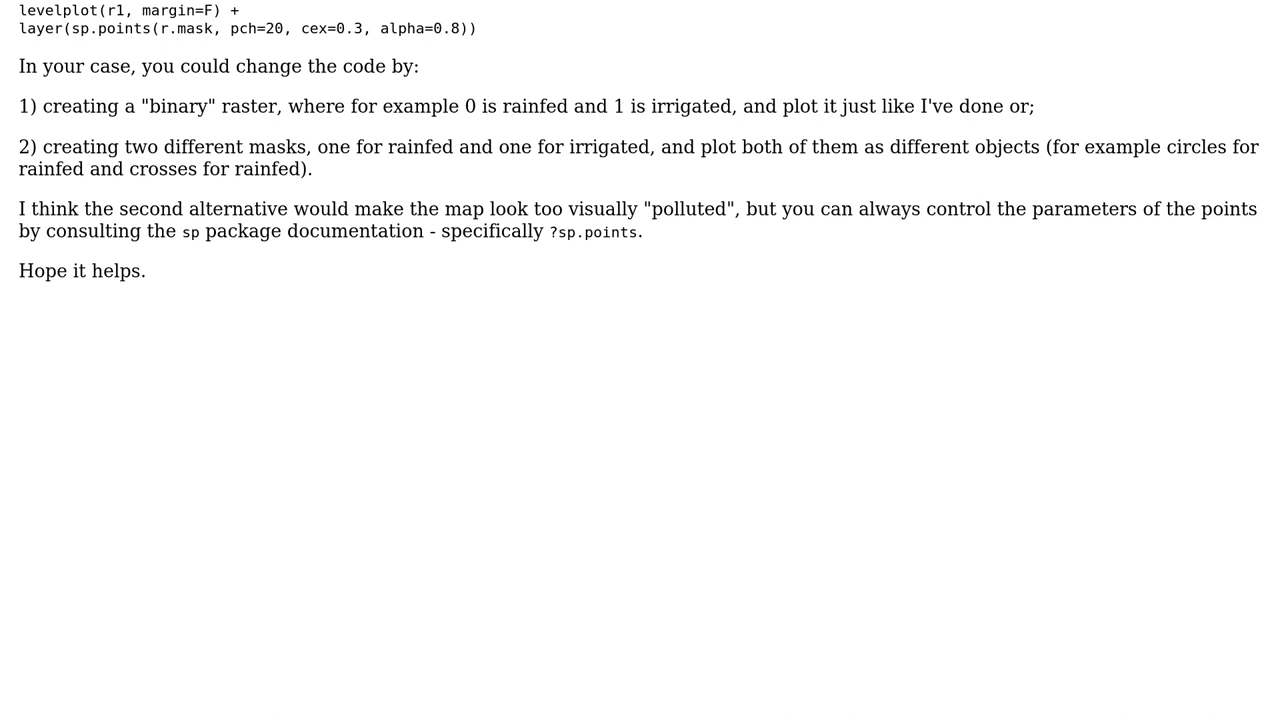 levelplot(r1, margin=F) +
layer(sp.points(r.mask, pch=20, cex=0.3, alpha=0.8))
In your case, you could change the code by:
1) creating a "binary" raster, where for example 0 is rainfed and 1 is irrigated, and plot it just like I've done or;
2) creating two different masks, one for rainfed and one for irrigated, and plot both of them as different objects (for example circles for
rainfed and crosses for rainfed).
I think the second alternative would make the map look too visually "polluted", but you can always control the parameters of the points
by consulting the sp package documentation - specifically ?sp.points.
Hope it helps.